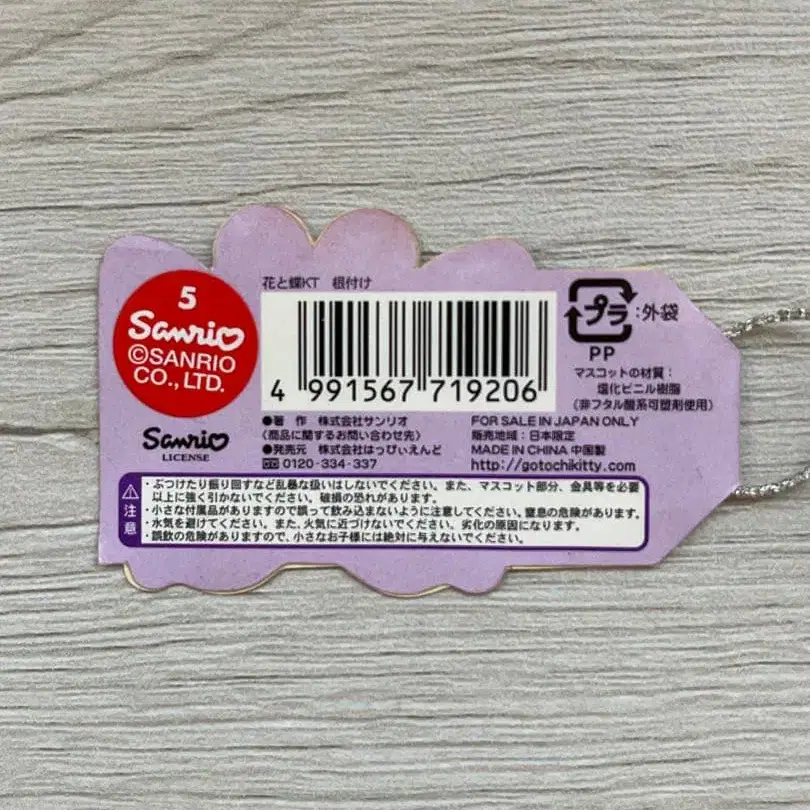 5
Sanrio
©SANRIO
CO., LTD.
Sanrio
LICENSE
花と蝶KT 根付け
4 991567 719206
プラ:外袋
PP
マスコットの材質:
塩化ビニル樹脂
(非フタル酸系可塑剤使用)
●著 作 株式会社サンリオ
〈商品に関するお問い合わせ先〉
●発売元 株式会社はっぴぃえんど
0120-334-337
FOR SALE IN JAPAN ONLY
販売地域:日本限定
MADE IN CHINA 中国製
http://gotochikitty.com
注意
・ぶつけたり振り回すなど乱暴な扱いはしないでください。また、マスコット部分、金具等を必要
以上に強く引かないでください。破損の恐れがあります。
・小さな付属品がありますので誤って飲み込まないように注意してください。窒息の危険があります。
・水気を避けてください。また、火気に近づけないでください。劣化の原因になります。
・誤飲の危険がありますので、小さなお子様には絶対に与えないでください。